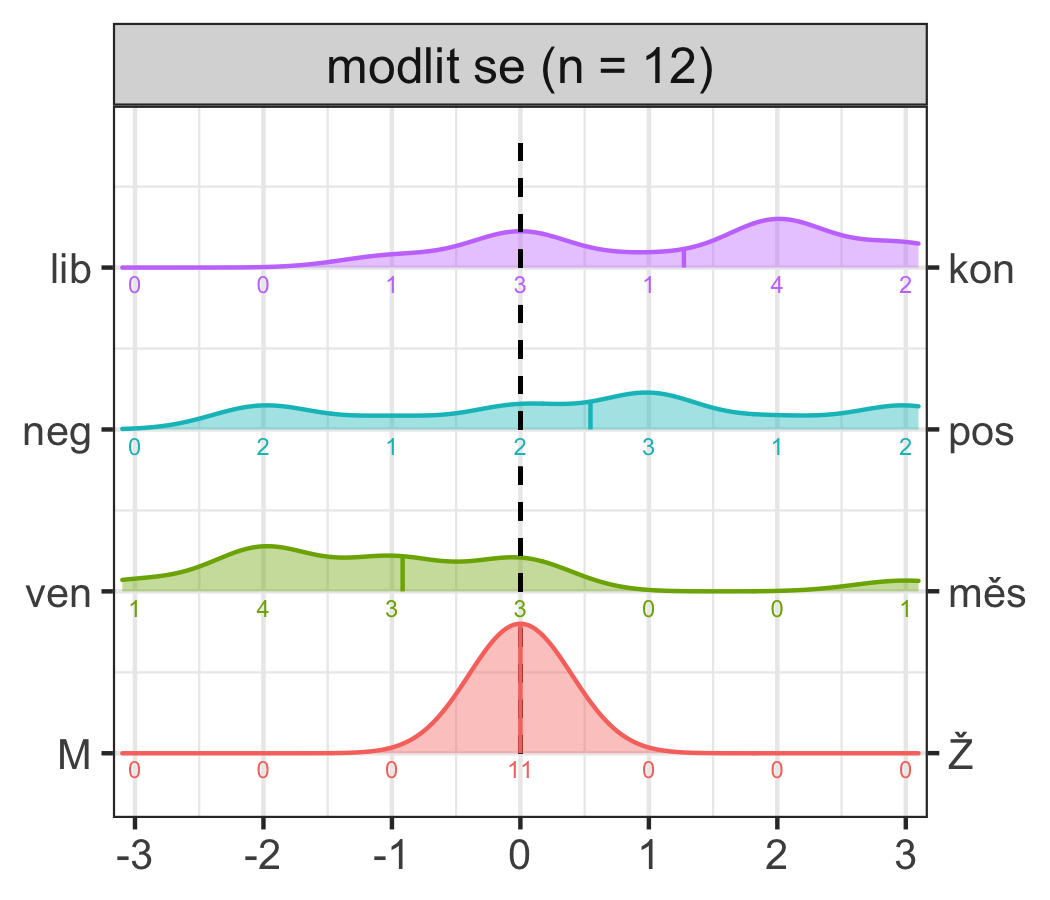 modlit se (n = 12)
lib kon
0 0 1 3 1 4 2
neg pos
0 2 1 2 3 1 2
ven měs
1 4 3 3 0 0 1
M Ž
0 0 0 11 0 0 0
-3 -2 -1 0 1 2 3